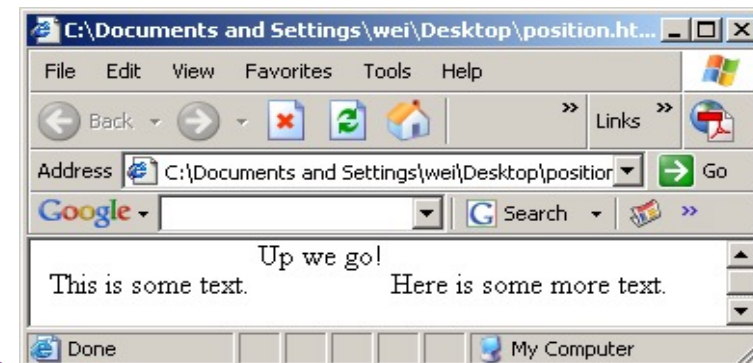 C:\Documents and Settings\wei\Desktop\position.ht...
File Edit View Favorites Tools Help
Back Links
Address C:\Documents and Settings\wei\Desktop\position Go
Google Search
Up we go!
This is some text. Here is some more text.
Done My Computer